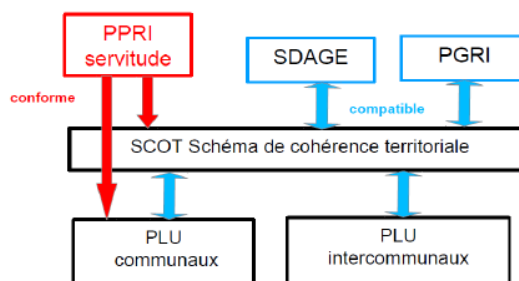 PPRI
servitude
SDAGE
PGRI
conforme
compatible
SCOT Schéma de cohérence territoriale
PLU
communaux
PLU
intercommunaux